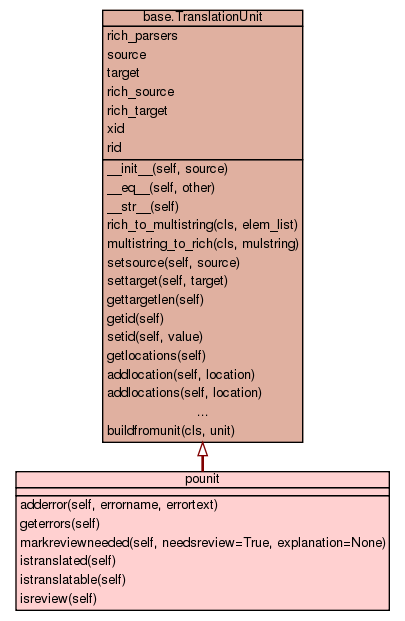 base.TranslationUnit
rich_parsers
source
target
rich_source
rich_target
xid
rid
__init__(self, source)
__eq__(self, other)
__str__(self)
rich_to_multistring(cls, elem_list)
multistring_to_rich(cls, mulstring)
setsource(self, source)
settarget(self, target)
gettargetlen(self)
getid(self)
setid(self, value)
getlocations(self)
addlocation(self, location)
addlocations(self, location)
...
buildfromunit(cls, unit)
pounit
adderror(self, errorname, errortext)
geterrors(self)
markreviewneeded(self, needsreview=True, explanation=None)
istranslated(self)
istranslatable(self)
isreview(self)